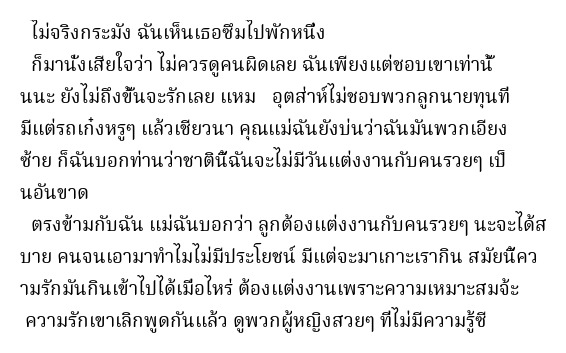 ไม่จริงกระมัง ฉันเห็นเธอซึมไปพักหนึ่ง
ก็มานั่งเสียใจว่า ไม่ควรดูคนผิดเลย ฉันเพียงแต่ชอบเขาเท่านั้
นนะ ยังไม่ถึงขั้นจะรักเลย แหม อุตส่าห์ไม่ชอบพวกลูกนายทุนที่
มีแต่รถเก๋งหรูๆ แล้วเชียวนา คุณแม่ฉันยังบ่นว่าฉันมันพวกเอียง
ซ้าย ก็ฉันบอกท่านว่าชาตินี้ฉันจะไม่มีวันแต่งงานกับคนรวยๆ เป็
นอันขาด
ตรงข้ามกับฉัน แม่ฉันบอกว่า ลูกต้องแต่งงานกับคนรวยๆ นะจะได้ส
บาย คนจนเอามาทำไมไม่มีประโยชน์ มีแต่จะมาเกาะเรากิน สมัยนี้คว
ามรักมันกินเข้าไปได้เมื่อไหร่ ต้องแต่งงานเพราะความเหมาะสมจ้ะ
ความรักเขาเลิกพูดกันแล้ว ดูพวกผู้หญิงสวยๆ ที่ไม่มีความรู้ซี